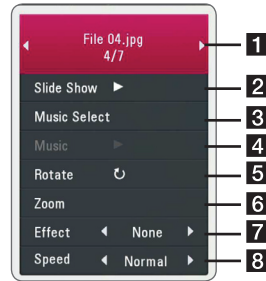 File 04.jpg
4/7
1
Slide Show
2
Music Select
3
Music
4
Rotate
5
Zoom
6
Effect None
7
Speed Normal
8